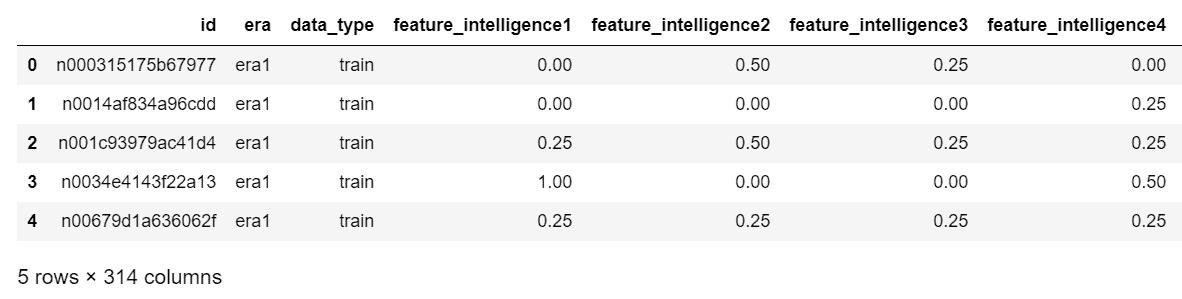 id era data_type feature_intelligence1 feature_intelligence2 feature_intelligence3 feature_intelligence4
0 n000315175b67977 era1 train 0.00 0.50 0.25 0.00
1 n0014af834a96cdd era1 train 0.00 0.00 0.00 0.25
2 n001c93979ac41d4 era1 train 0.25 0.50 0.25 0.25
3 n0034e4143f22a13 era1 train 1.00 0.00 0.00 0.50
4 n00679d1a636062f era1 train 0.25 0.25 0.25 0.25
5 rows × 314 columns